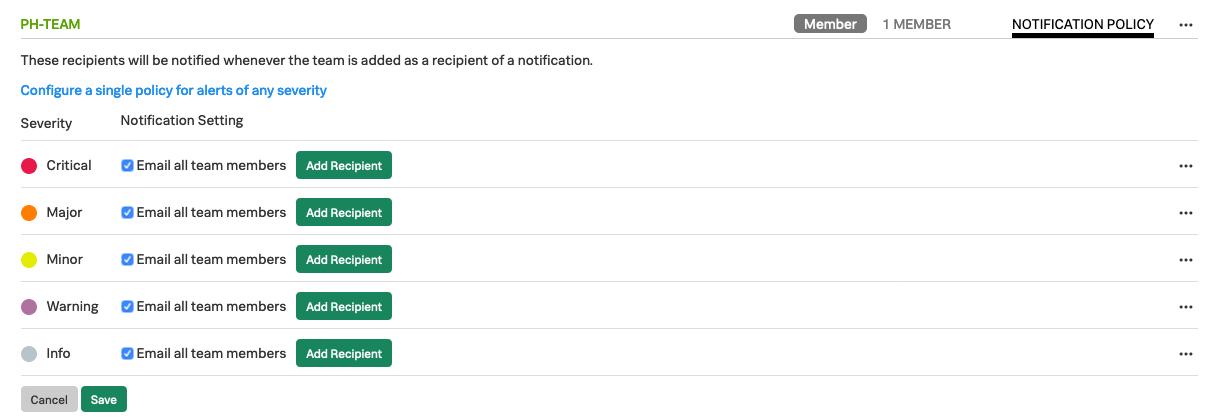 PH-TEAM Member 1 MEMBER NOTIFICATION POLICY ...
These recipients will be notified whenever the team is added as a recipient of a notification.
Configure a single policy for alerts of any severity
Severity Notification Setting
Critical Email all team members Add Recipient ...
Major Email all team members Add Recipient ...
Minor Email all team members Add Recipient ...
Warning Email all team members Add Recipient ...
Info Email all team members Add Recipient ...
Cancel Save